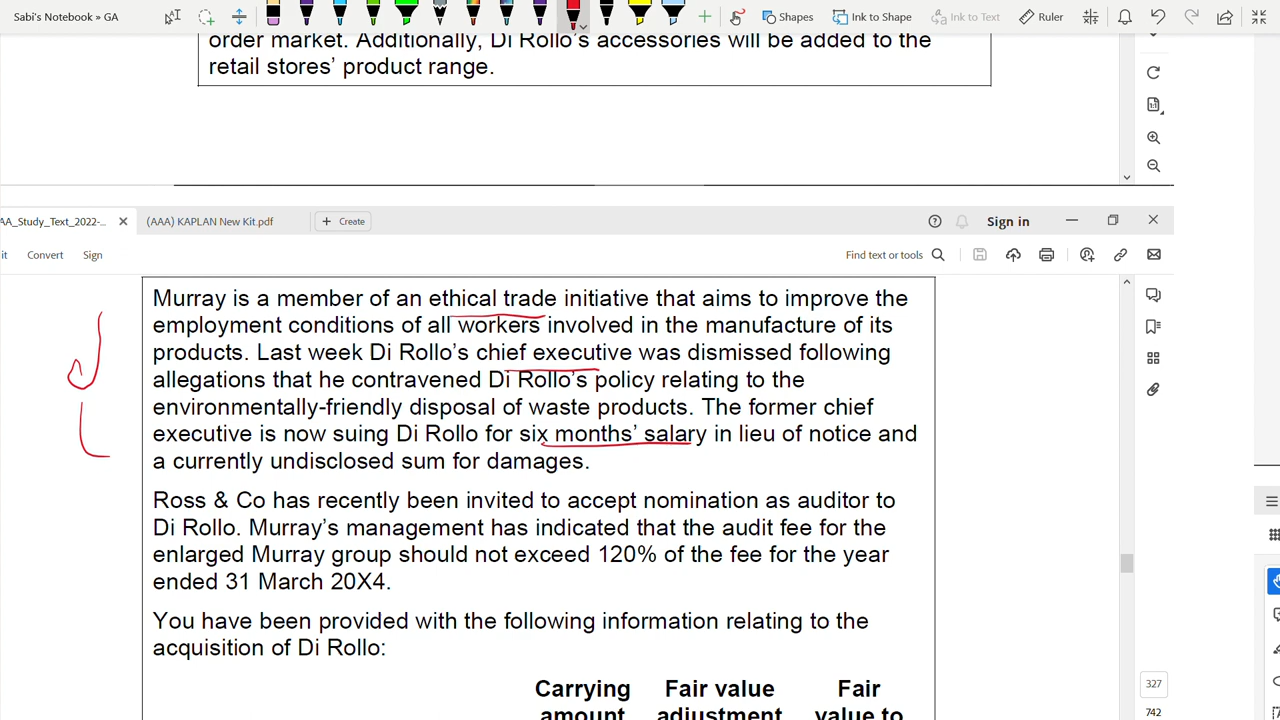 Sabi's Notebook » GA
Shapes
Ink to Shape
Ink to Text
Ruler
order market. Additionally, Di Rollo's accessories will be added to the
retail stores' product range.
AA_Study_Text_2022-...
(AAA) KAPLAN New Kit.pdf
Create
Sign in
it
Convert
Sign
Find text or tools
Murray is a member of an ethical trade initiative that aims to improve the
employment conditions of all workers involved in the manufacture of its
products. Last week Di Rollo's chief executive was dismissed following
allegations that he contravened Di Rollo's policy relating to the
environmentally-friendly disposal of waste products. The former chief
executive is now suing Di Rollo for six months' salary in lieu of notice and
a currently undisclosed sum for damages.
Ross & Co has recently been invited to accept nomination as auditor to
Di Rollo. Murray's management has indicated that the audit fee for the
enlarged Murray group should not exceed 120% of the fee for the year
ended 31 March 20X4.
You have been provided with the following information relating to the
acquisition of Di Rollo:
Carrying Fair value Fair
amount adjustment value to
327
742